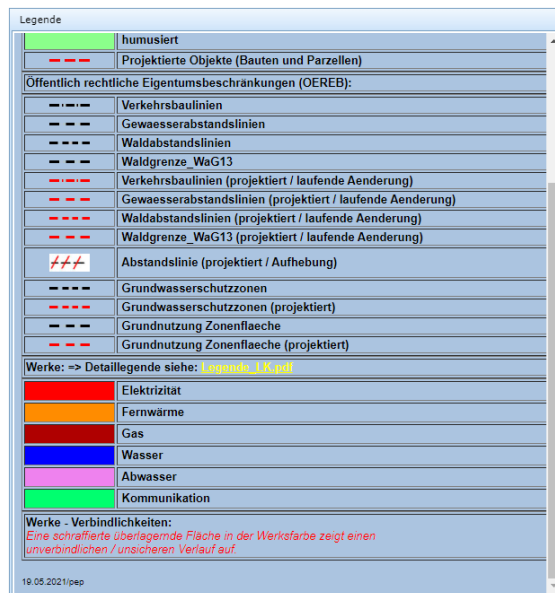 Legende
humusiert
Projektierte Objekte (Bauten und Parzellen)
Öffentlich rechtliche Eigentumsbeschränkungen (OEREB):
Verkehrsbaulinien
Gewaesserabstandslinien
Waldabstandslinien
Waldgrenze_WaG13
Verkehrsbaulinien (projektiert / laufende Aenderung)
Gewaesserabstandslinien (projektiert / laufende Aenderung)
Waldabstandslinien (projektiert / laufende Aenderung)
Waldgrenze_WaG13 (projektiert / laufende Aenderung)
Abstandslinie (projektiert / Aufhebung)
Grundwasserschutzzonen
Grundwasserschutzzonen (projektiert)
Grundnutzung Zonenflaeche
Grundnutzung Zonenflaeche (projektiert)
Werke: => Detaillegende siehe: Legende_LK.pdf
Elektrizität
Fernwärme
Gas
Wasser
Abwasser
Kommunikation
Werke - Verbindlichkeiten:
Eine schraffierte überlagernde Fläche in der Werksfarbe zeigt einen
unverbindlichen / unsicheren Verlauf auf.
19.05.2021/pep